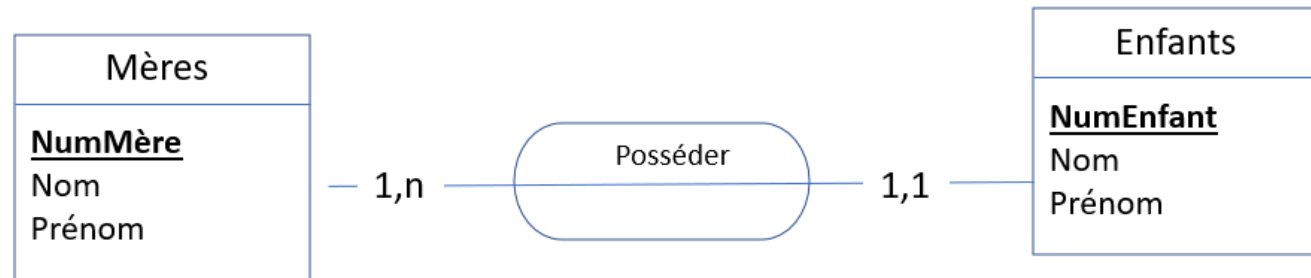 Mères
NumMère
Nom
Prénom
1,n
Posséder
1,1
Enfants
NumEnfant
Nom
Prénom